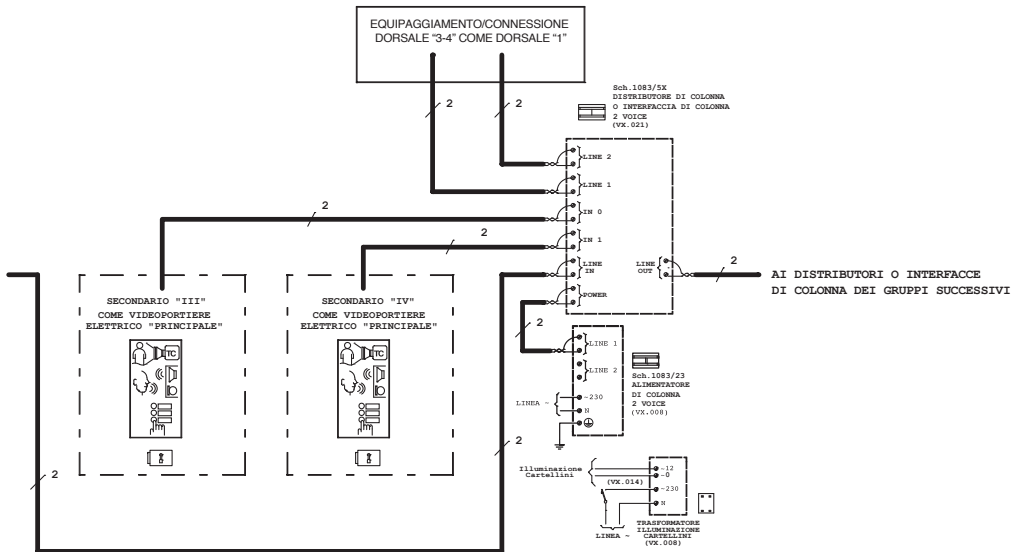 EQUIPAGGIAMENTO/CONNESSIONE
DORSALE "3-4" COME DORSALE "1"
2
2
Sch.1083/5X
DISTRIBUTORE DI COLONNA
O INTERFACCIA DI COLONNA
2 VOICE
(VX.021)
LINE 2
LINE 1
2
IN 0
2
IN 1
LINE
IN
LINE
OUT
2
AI DISTRIBUTORI O INTERFACCE
DI COLONNA DEI GRUPPI SUCCESSIVI
POWER
2
SECONDARIO "III"
COME VIDEOPORTIERE
ELETTRICO "PRINCIPALE"
TC
SECONDARIO "IV"
COME VIDEOPORTIERE
ELETTRICO "PRINCIPALE"
TC
LINE 1
LINE 2
LINEA ~
~230
N
Sch.1083/23
ALIMENTATORE
DI COLONNA
2 VOICE
(VX.008)
2
2
Illuminazione
Cartellini
(VX.014)
~12
~0
~230
N
LINEA ~
TRASFORMATORE
ILLUMINAZIONE
CARTELLINI
(VX.008)